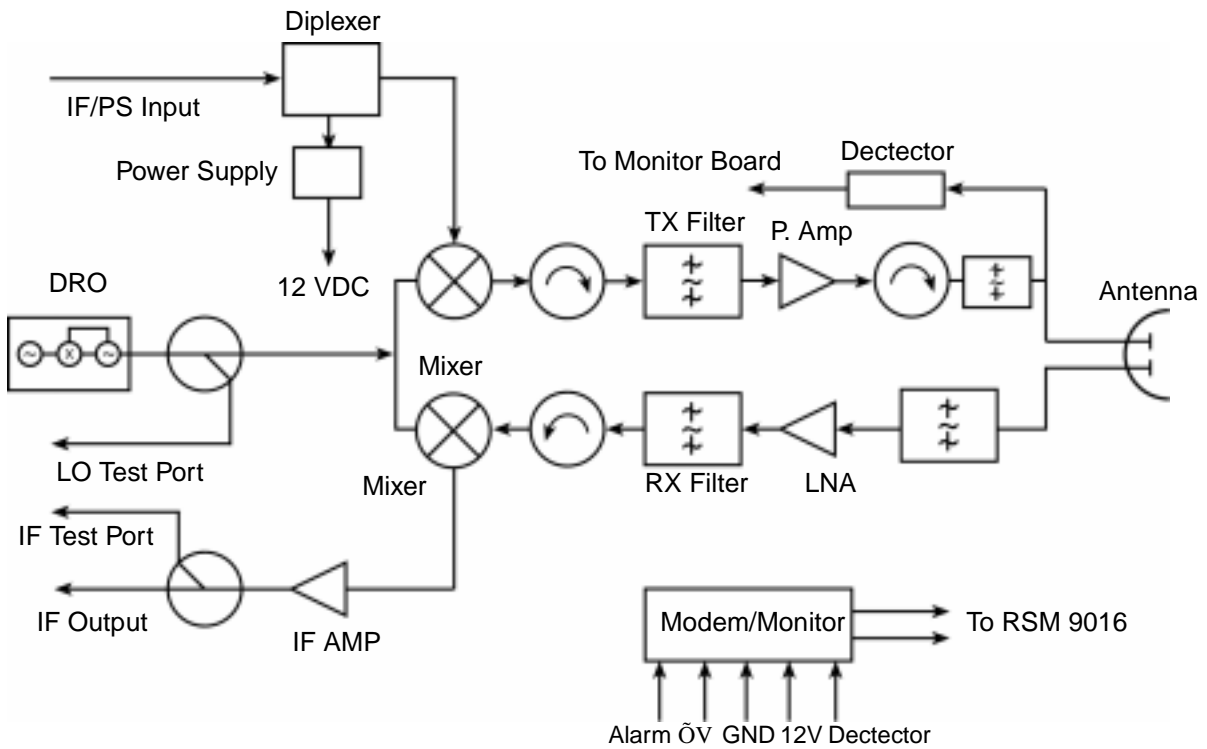 Diplexer
IF/PS Input
Power Supply
12 VDC
To Monitor Board
Dectector
TX Filter
P. Amp
DRO
Antenna
Mixer
LO Test Port
Mixer
RX Filter
LNA
IF Test Port
IF Output
IF AMP
Modem/Monitor
To RSM 9016
Alarm ÕV GND 12V Dectector